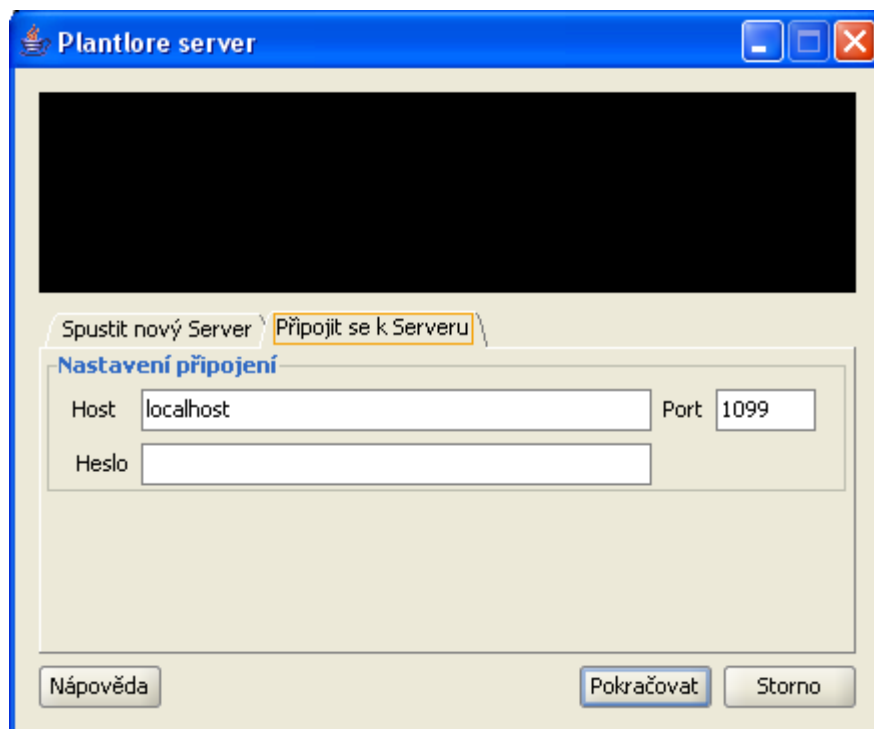 Plantlore server
Spustit nový Server Připojit se k Serveru
Nastavení připojení
Host localhost Port 1099
Heslo
Nápověda Pokračovat Storno